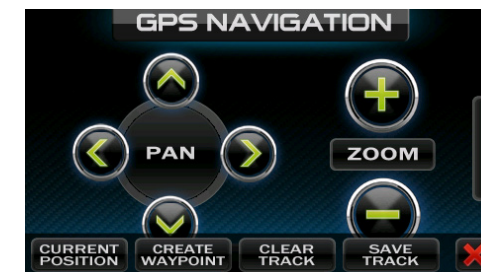 GPS NAVIGATION
PAN
ZOOM
CURRENT
POSITION
CREATE
WAYPOINT
CLEAR
TRACK
SAVE
TRACK